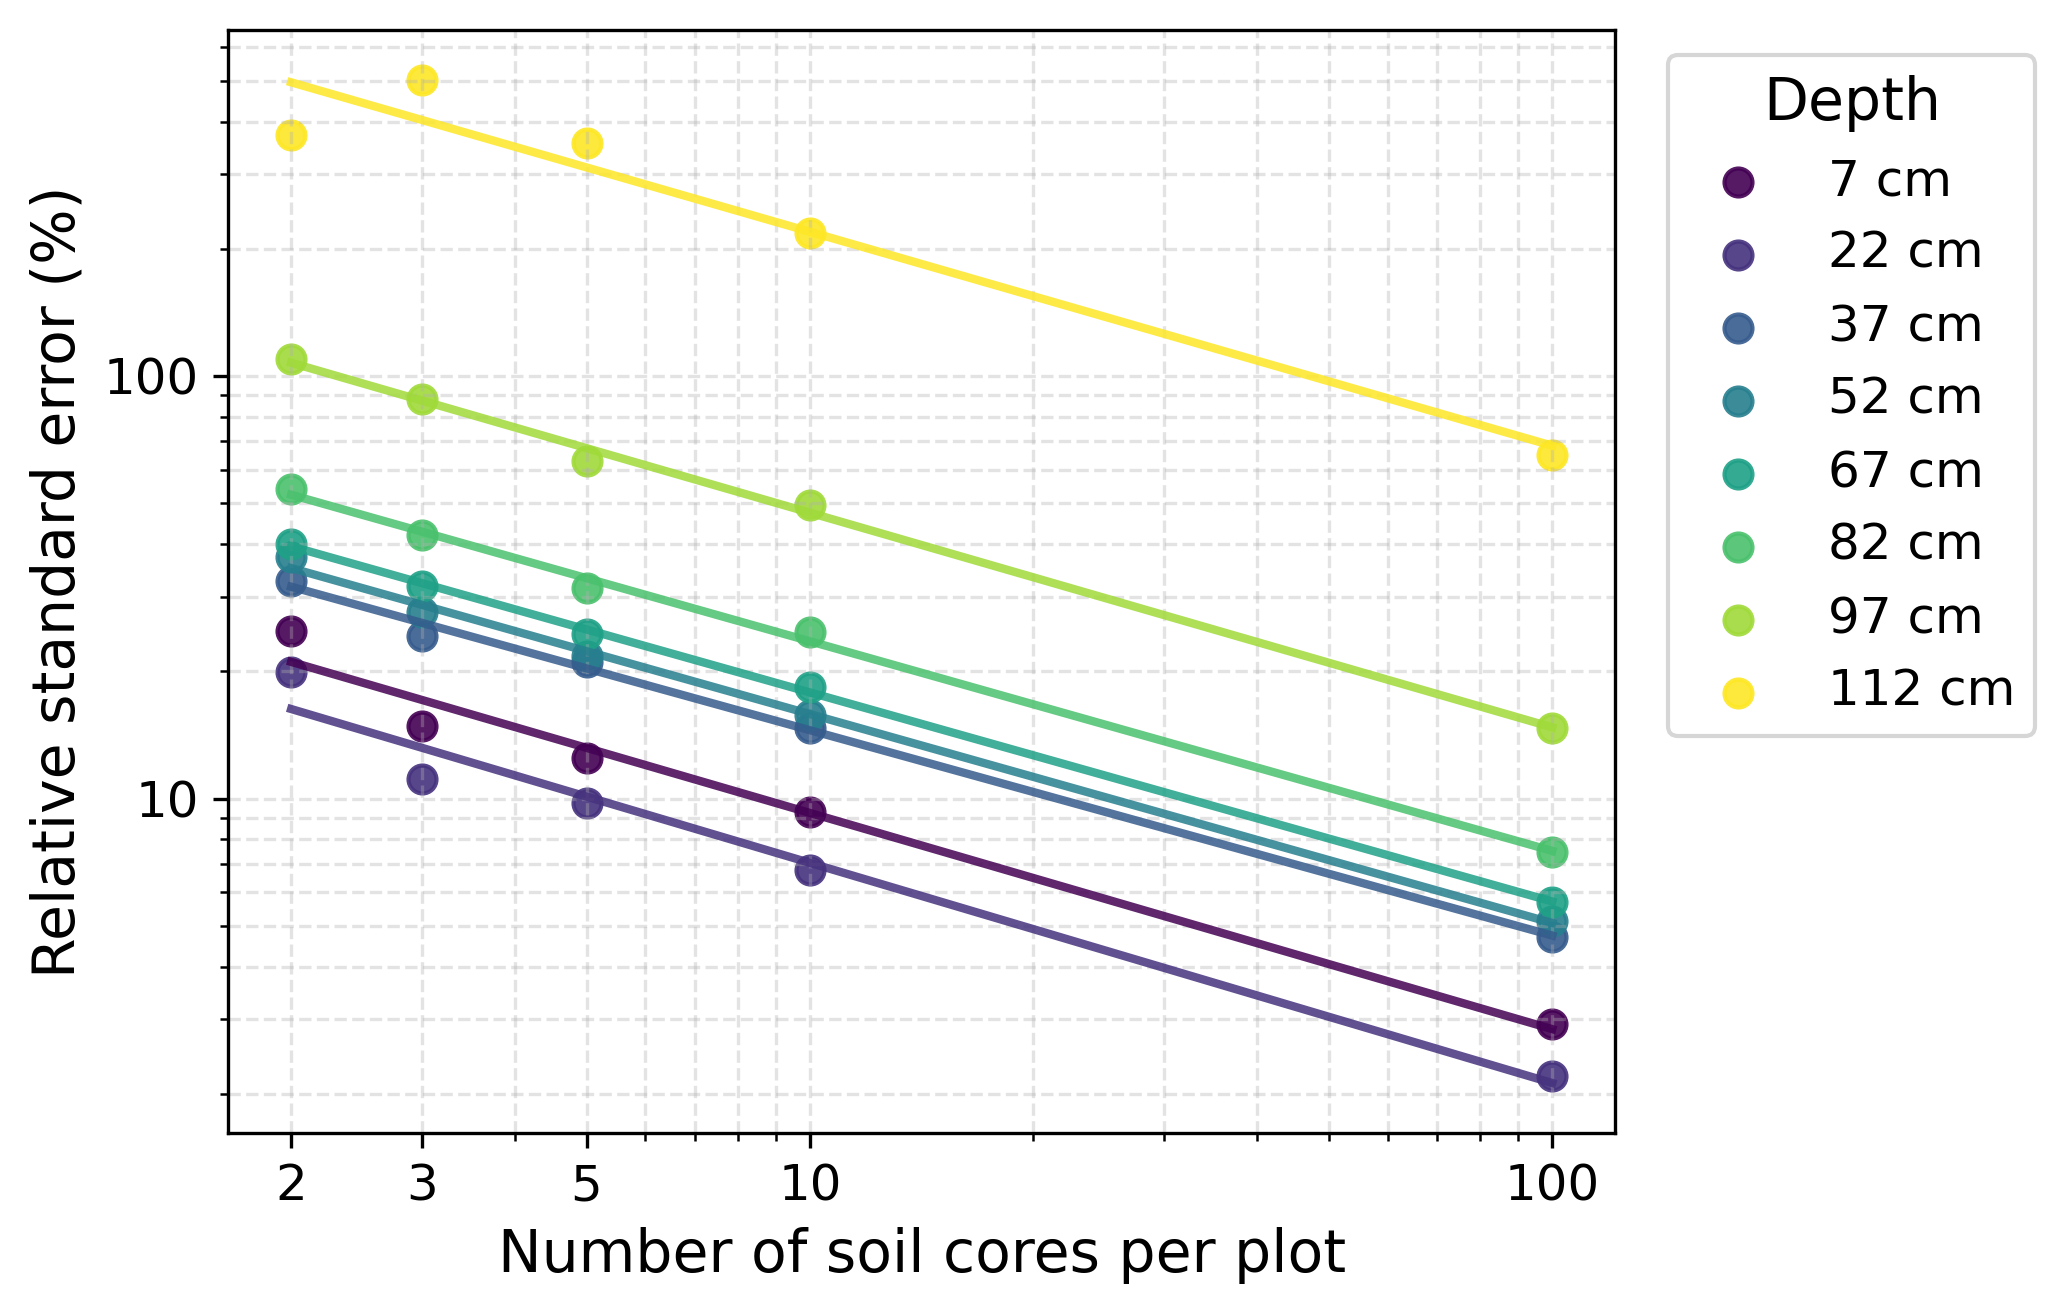 Relative standard error (%)
100
10
2 3 5 10 100
Number of soil cores per plot
Depth
7 cm
22 cm
37 cm
52 cm
67 cm
82 cm
97 cm
112 cm